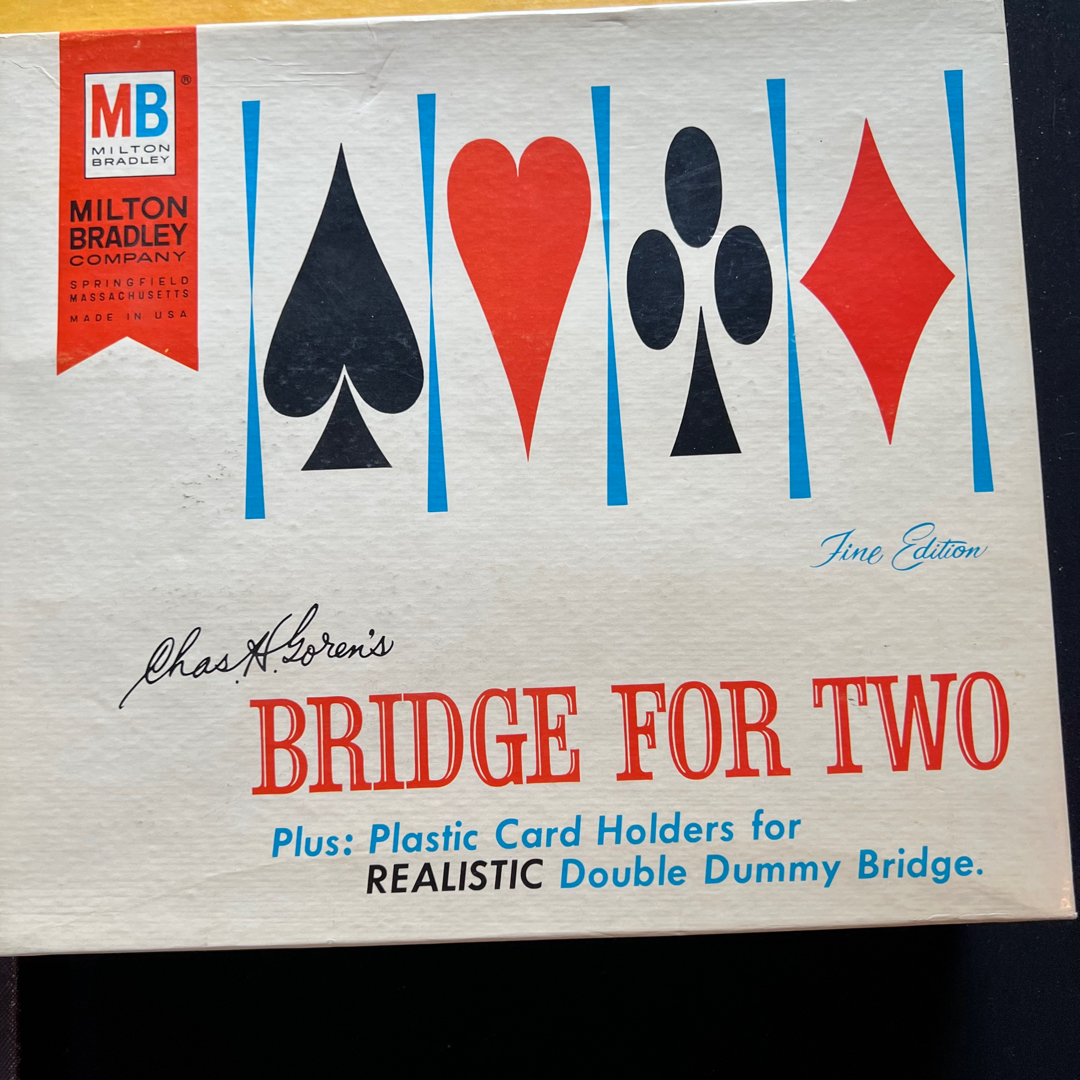 MB®
MILTON
BRADLEY
MILTON
BRADLEY
COMPANY
SPRINGFIELD
MASSACHUSETTS
MADE IN USA
Fine Edition
Chas. H. Goren's
BRIDGE FOR TWO
Plus: Plastic Card Holders for
REALISTIC Double Dummy Bridge.